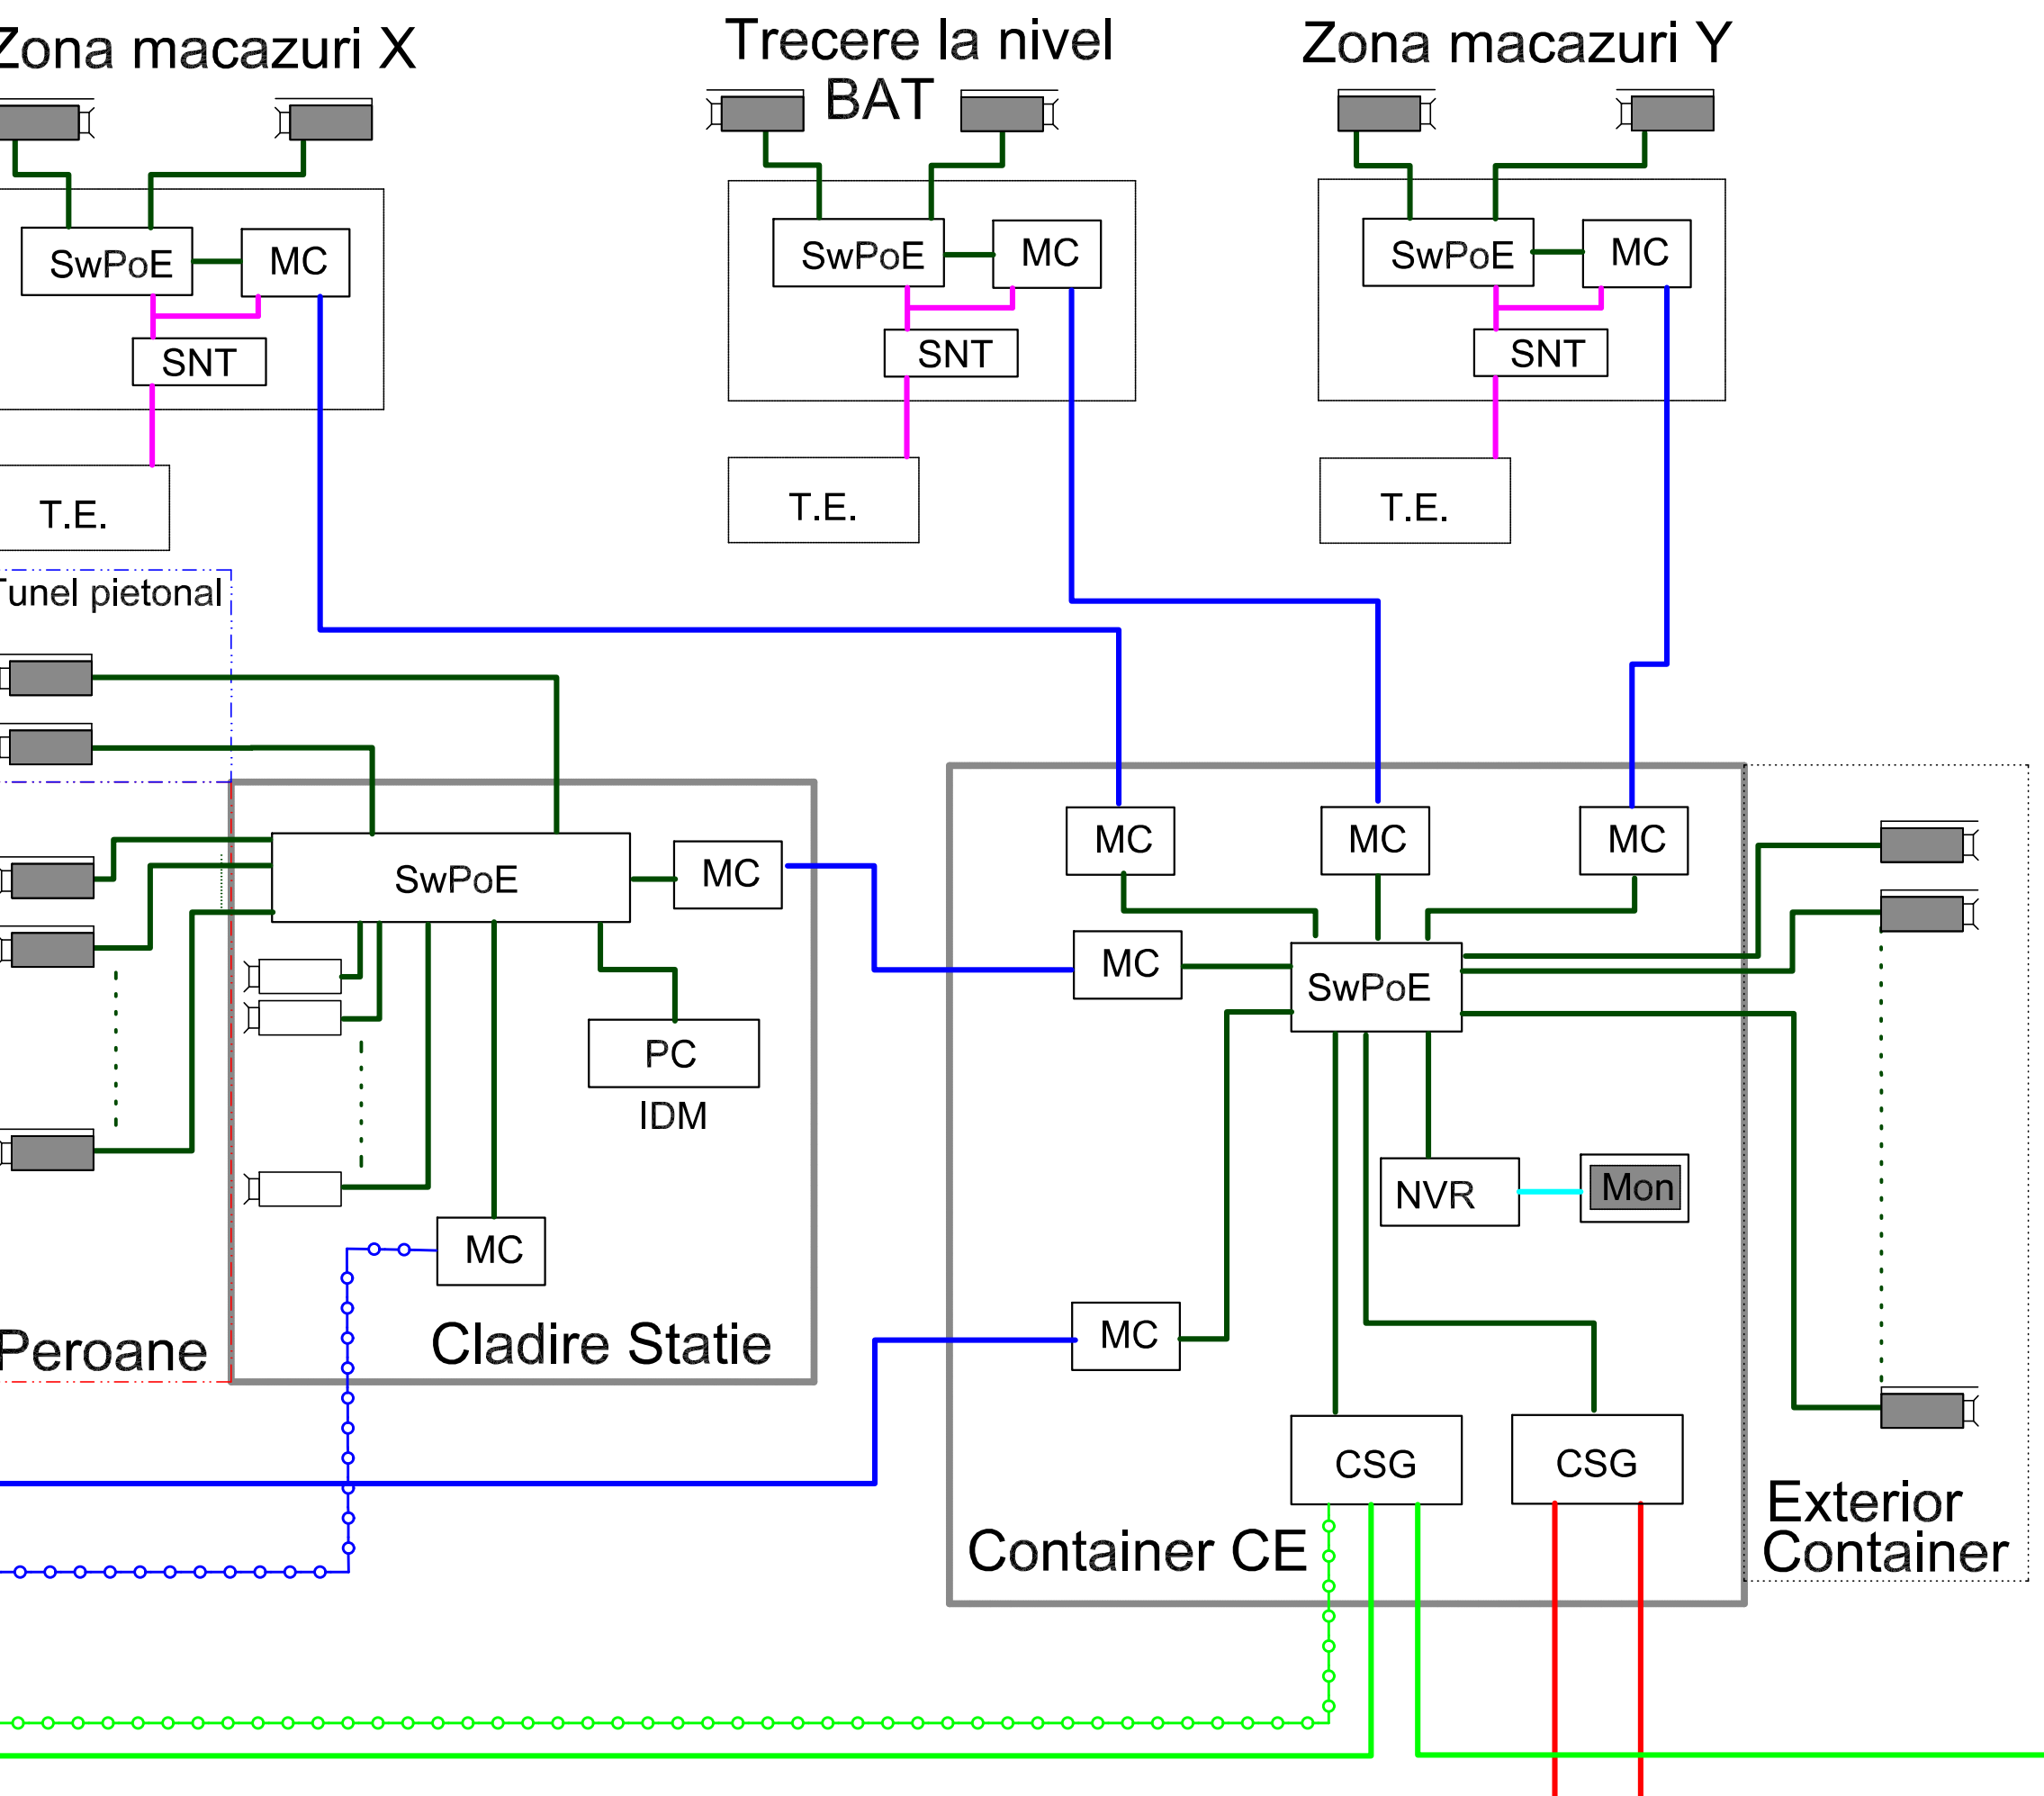 Zona macazuri X
Trecere la nivel
BAT
Zona macazuri Y
SwPoE
MC
SNT
T.E.
SwPoE
MC
SNT
T.E.
SwPoE
MC
SNT
T.E.
Tunel pietonal
SwPoE
MC
PC
IDM
MC
Peroane
Cladire Statie
MC
MC
MC
MC
SwPoE
NVR
Mon
MC
CSG
CSG
Container CE
Exterior
Container